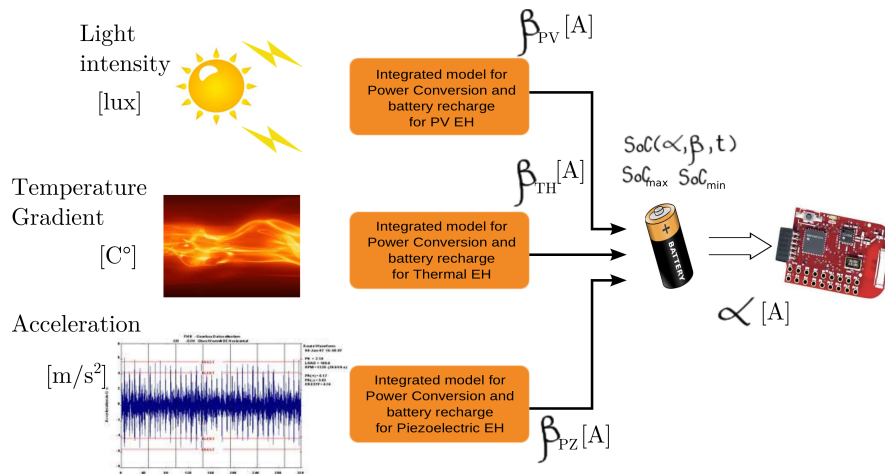 Light
intensity
[lux]
β_PV [A]
Integrated model for
Power Conversion and
battery recharge
for PV EH
SoC(α, β, t)
SoC_max SoC_min
Temperature
Gradient
[C°]
β_TH [A]
Integrated model for
Power Conversion and
battery recharge
for Thermal EH
BATTERY
α [A]
Acceleration
[m/s²]
Integrated model for
Power Conversion and
battery recharge
for Piezoelectric EH
β_PZ [A]